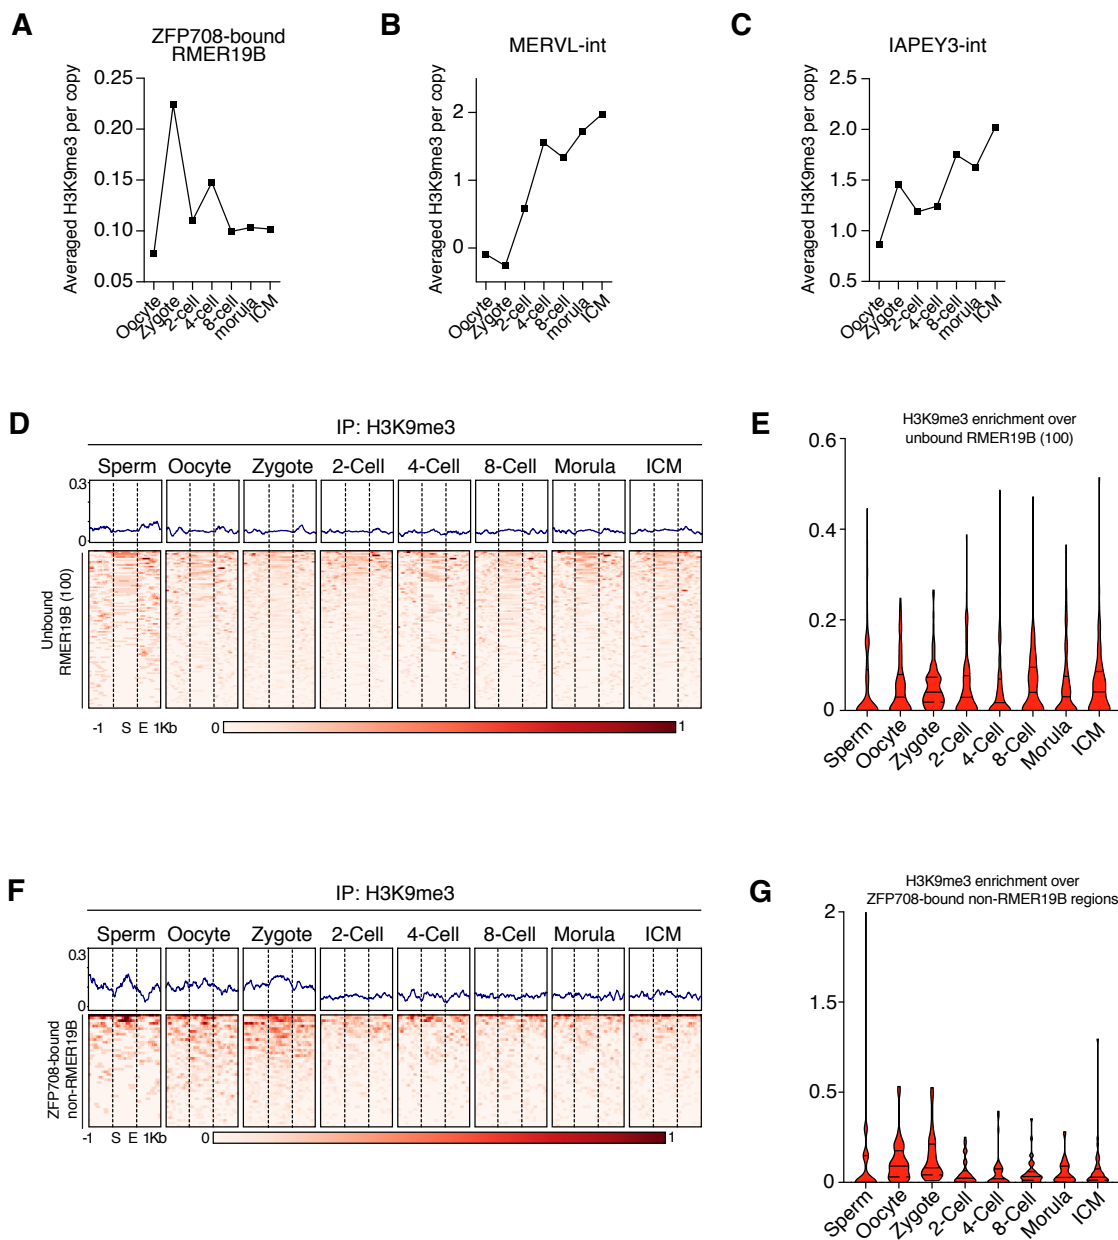 A
ZFP708-bound
RMER19B
Averaged H3K9me3 per copy
0.25
0.20
0.15
0.10
0.05
Oocyte
Zygote
2-cell
4-cell
8-cell
morula
ICM
B
MERVL-int
Averaged H3K9me3 per copy
2
1
0
Oocyte
Zygote
2-cell
4-cell
8-cell
morula
ICM
C
IAPEY3-int
Averaged H3K9me3 per copy
2.5
2.0
1.5
1.0
0.5
Oocyte
Zygote
2-cell
4-cell
8-cell
morula
ICM
D
IP: H3K9me3
Sperm Oocyte Zygote 2-Cell 4-Cell 8-Cell Morula ICM
0.3
0
Unbound
RMER19B (100)
-1 S E 1Kb 0 1
E
H3K9me3 enrichment over
unbound RMER19B (100)
0.6
0.4
0.2
0
Sperm
Oocyte
Zygote
2-Cell
4-Cell
8-Cell
Morula
ICM
F
IP: H3K9me3
Sperm Oocyte Zygote 2-Cell 4-Cell 8-Cell Morula ICM
0.3
0
ZFP708-bound
non-RMER19B
-1 S E 1Kb 0 1
G
H3K9me3 enrichment over
ZFP708-bound non-RMER19B regions
2
1.5
0.5
0
Sperm
Oocyte
Zygote
2-Cell
4-Cell
8-Cell
Morula
ICM